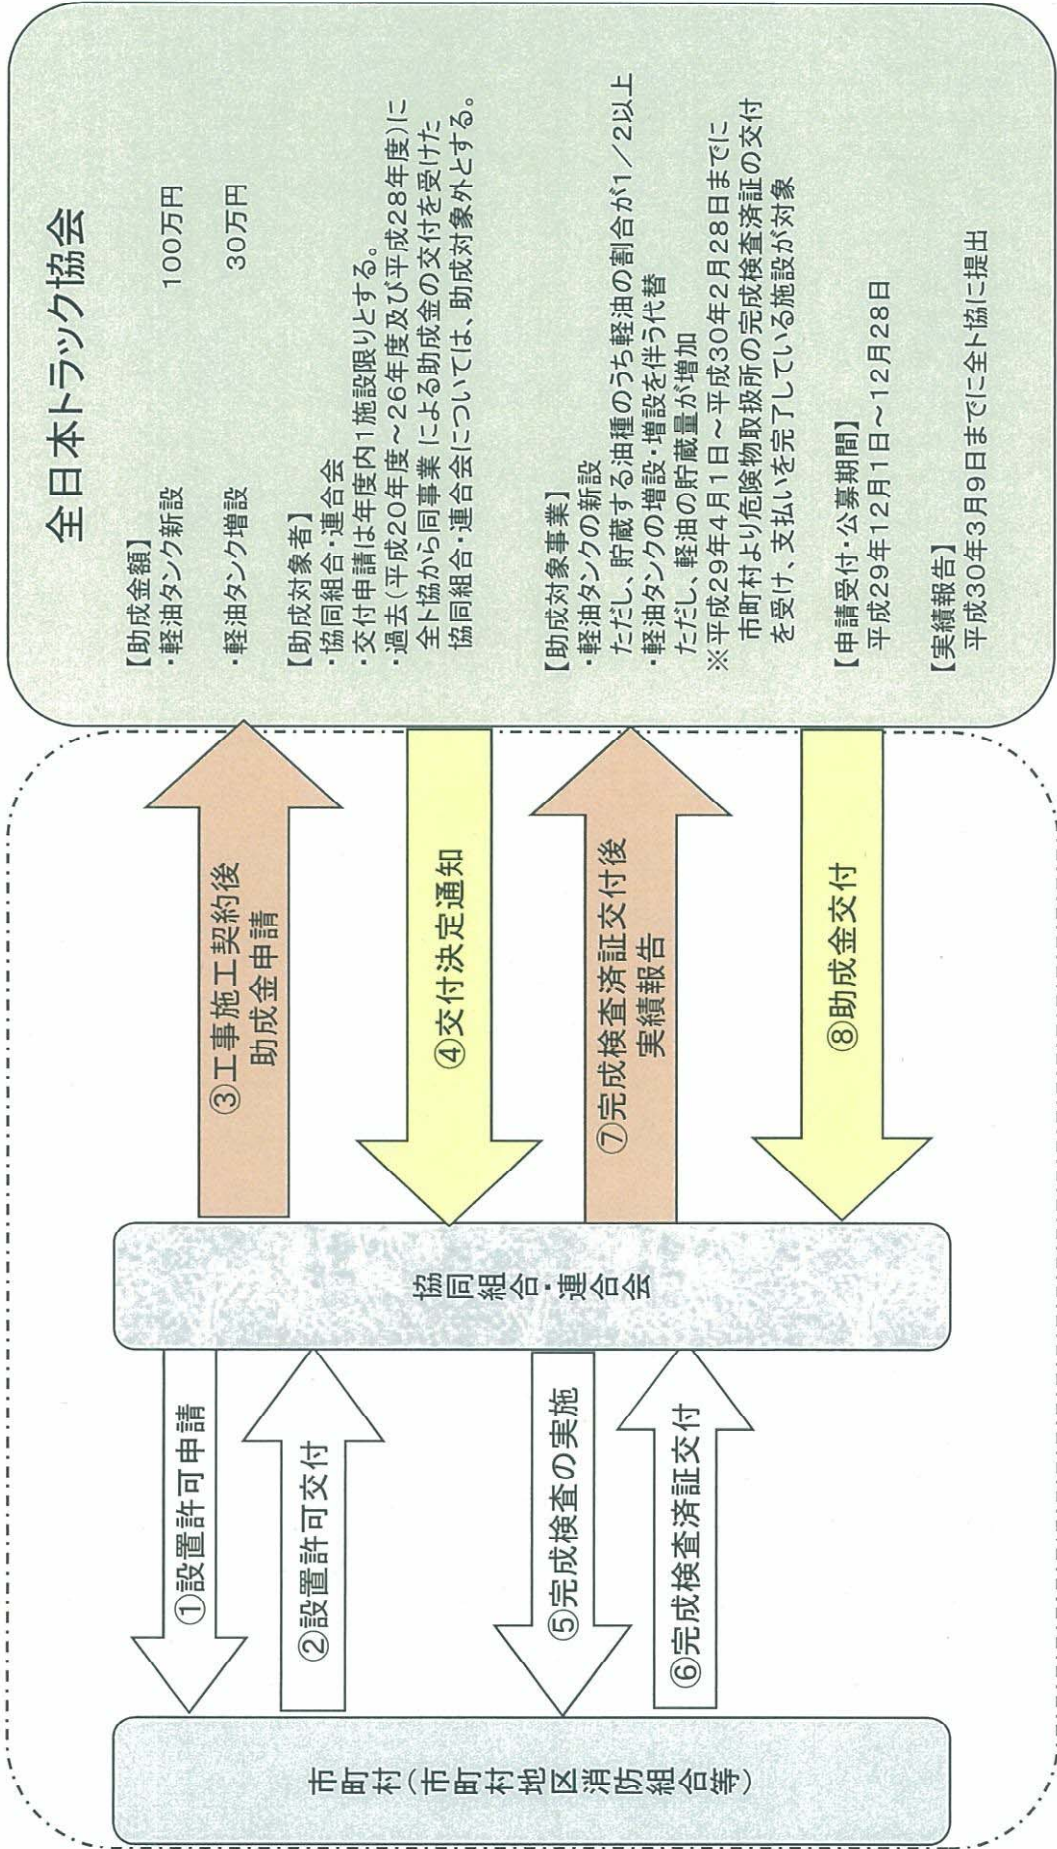 全日本トラック協会
【助成金額】
・軽油タンク新設 100万円
・軽油タンク増設 30万円
【助成対象者】
・協同組合・連合会
・交付申請は年度内1施設限りとする。
・過去(平成20年度~26年度及び平成28年度)に
全ト協から同事業による助成金の交付を受けた
協同組合・連合会については、助成対象外とする。
【助成対象事業】
・軽油タンクの新設
ただし、貯蔵する油種のうち軽油の割合が1/2以上
・軽油タンクの増設・増設を伴う代替
ただし、軽油の貯蔵量が増加
※平成29年4月1日~平成30年2月28日までに
市町村より危険物取扱所の完成検査済証の交付
を受け、支払いを完了している施設が対象
【申請受付・公募期間】
平成29年12月1日~12月28日
【実績報告】
平成30年3月9日までに全ト協に提出
③工事施工契約後
助成金申請
④交付決定通知
⑦完成検査済証交付後
実績報告
⑧助成金交付
協同組合・連合会
①設置許可申請
②設置許可交付
⑤完成検査の実施
⑥完成検査済証交付
市町村(市町村地区消防組合等)